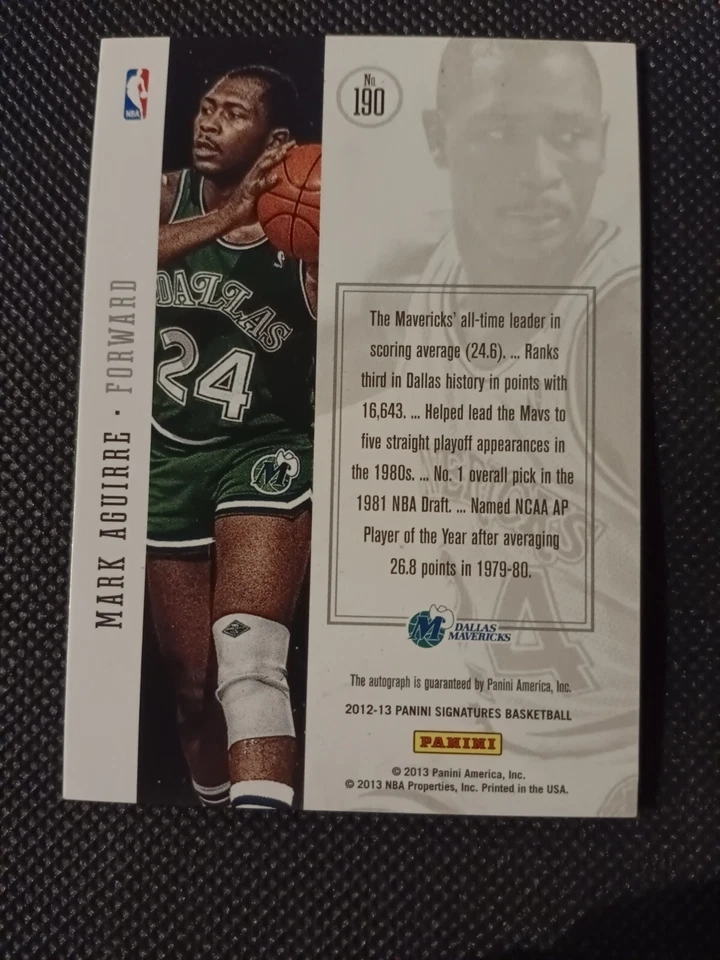 NBA
MARK AGUIRRE · FORWARD
DALLAS
24
M
No
190
The Mavericks' all-time leader in
scoring average (24.6). ... Ranks
third in Dallas history in points with
16,643. ... Helped lead the Mavs to
five straight playoff appearances in
the 1980s. ... No. 1 overall pick in the
1981 NBA Draft. ... Named NCAA AP
Player of the Year after averaging
26.8 points in 1979-80.
M DALLAS
MAVERICKS
The autograph is guaranteed by Panini America, Inc.
2012-13 PANINI SIGNATURES BASKETBALL
PANINI
© 2013 Panini America, Inc.
© 2013 NBA Properties, Inc. Printed in the USA.